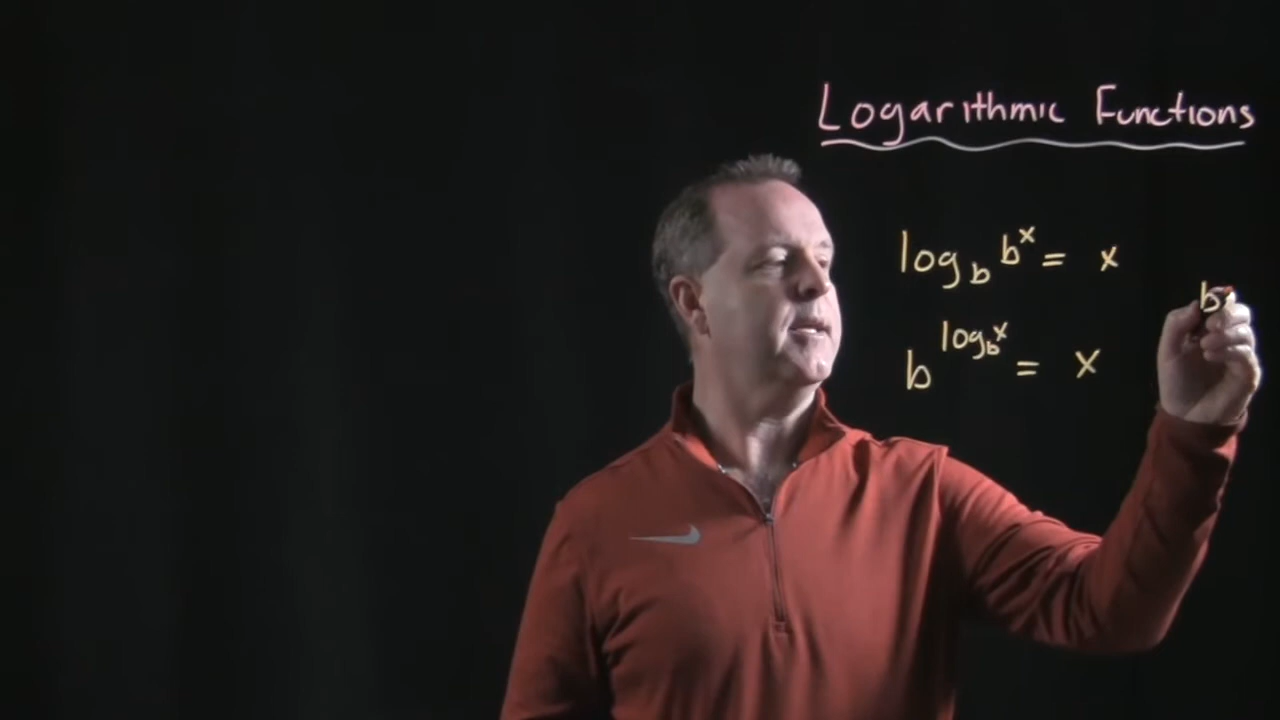 Logarithmic Functions
log_b b^x = x
b
b^(log_b x) = x